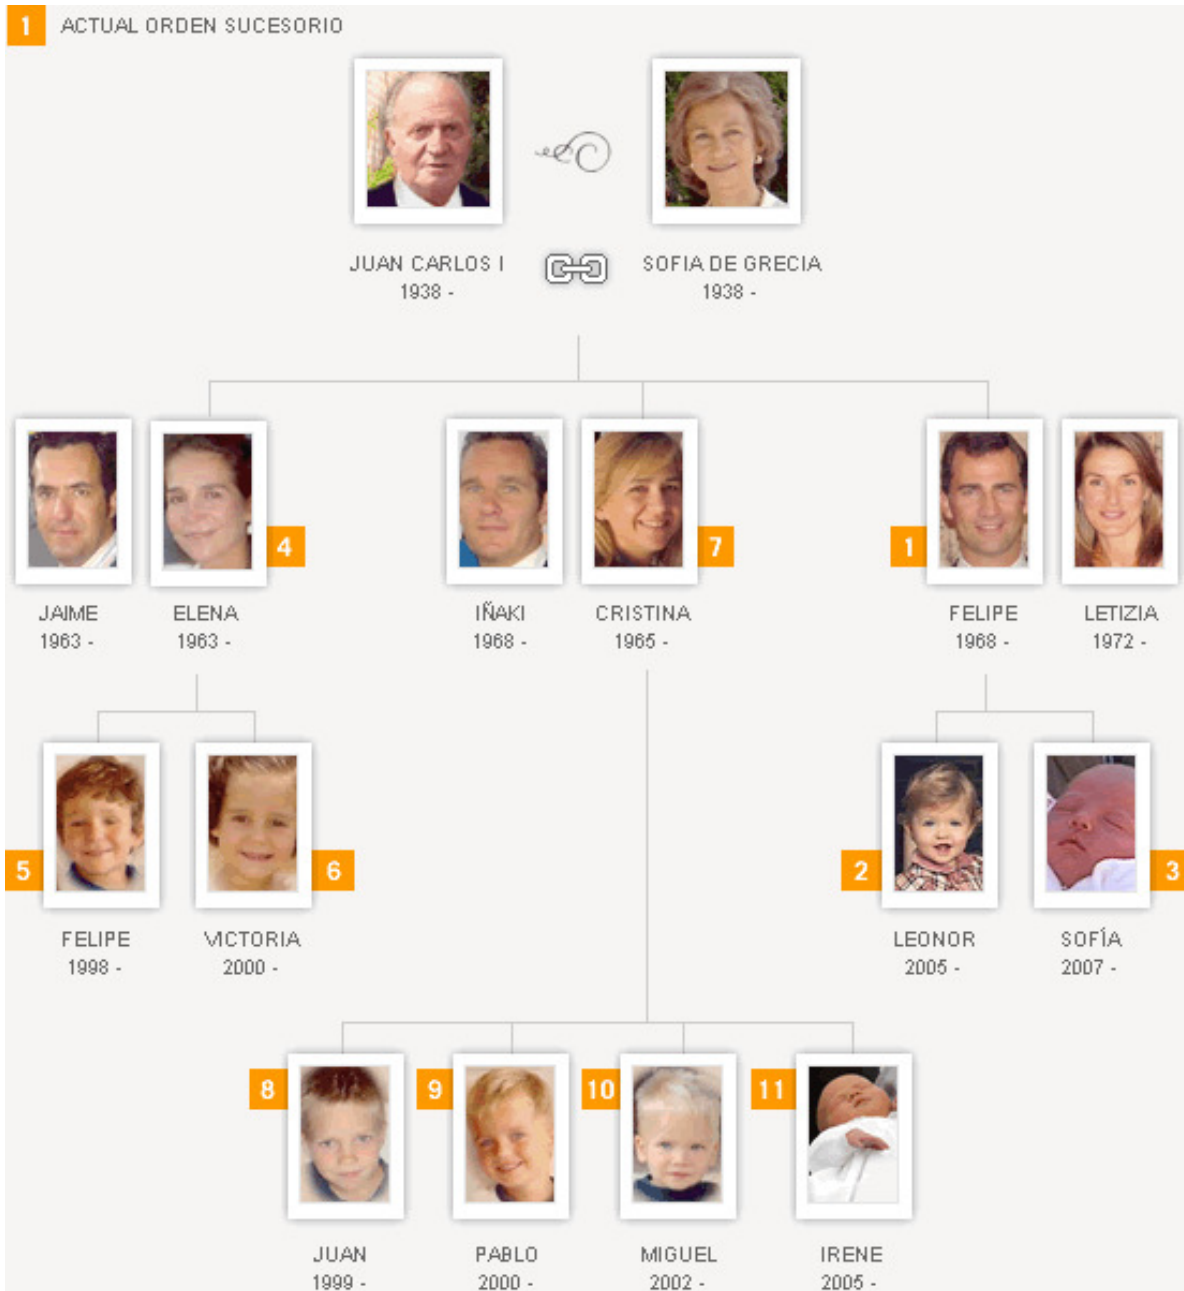 1 ACTUAL ORDEN SUCESORIO
JUAN CARLOS I
1938 -
SOFIA DE GRECIA
1938 -
4
7
1
JAIME
1963 -
ELENA
1963 -
IÑAKI
1968 -
CRISTINA
1965 -
FELIPE
1968 -
LETIZIA
1972 -
5
6
2
3
FELIPE
1998 -
VICTORIA
2000 -
LEONOR
2005 -
SOFÍA
2007 -
8
9
10
11
JUAN
1999 -
PABLO
2000 -
MIGUEL
2002 -
IRENE
2005 -